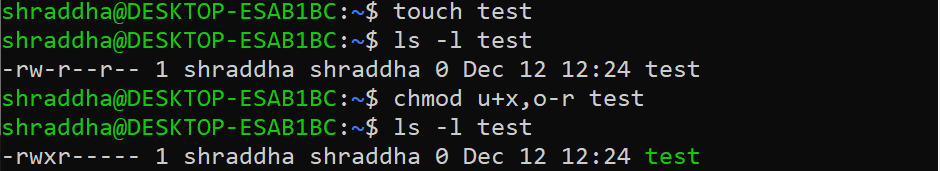 shraddha@DESKTOP-ESAB1BC:~$ touch test
shraddha@DESKTOP-ESAB1BC:~$ ls -l test
-rw-r--r-- 1 shraddha shraddha 0 Dec 12 12:24 test
shraddha@DESKTOP-ESAB1BC:~$ chmod u+x,o-r test
shraddha@DESKTOP-ESAB1BC:~$ ls -l test
-rwxr----- 1 shraddha shraddha 0 Dec 12 12:24 test